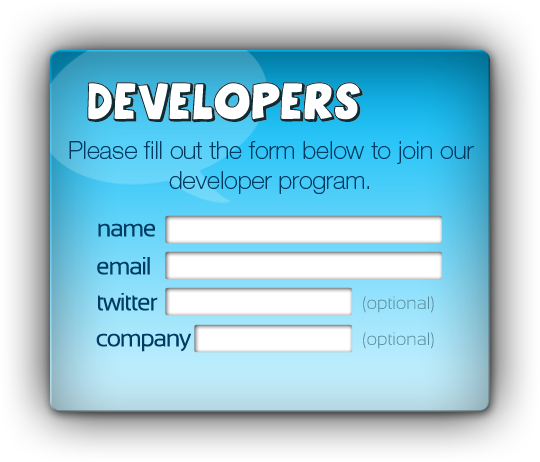 DEVELOPERS
Please fill out the form below to join our
developer program.
name
email
twitter (optional)
company (optional)